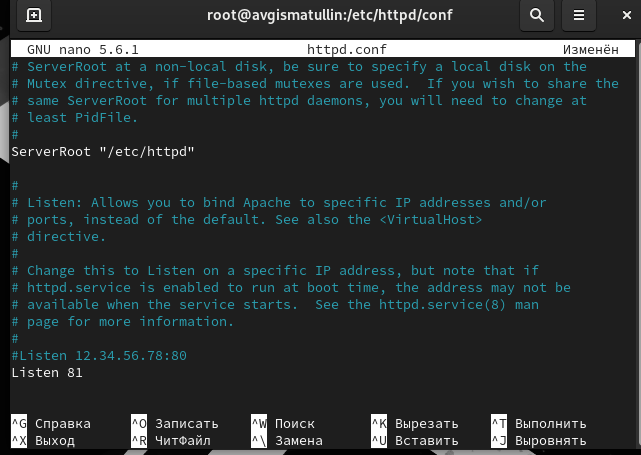 root@avgismatullin:/etc/httpd/conf
GNU nano 5.6.1 httpd.conf Изменён
# ServerRoot at a non-local disk, be sure to specify a local disk on the
# Mutex directive, if file-based mutexes are used.  If you wish to share the
# same ServerRoot for multiple httpd daemons, you will need to change at
# least PidFile.
#
ServerRoot "/etc/httpd"
#
# Listen: Allows you to bind Apache to specific IP addresses and/or
# ports, instead of the default. See also the <VirtualHost>
# directive.
#
# Change this to Listen on a specific IP address, but note that if
# httpd.service is enabled to run at boot time, the address may not be
# available when the service starts.  See the httpd.service(8) man
# page for more information.
#
#Listen 12.34.56.78:80
Listen 81
^G Справка ^O Записать ^W Поиск ^K Вырезать ^T Выполнить
^X Выход ^R ЧитФайл ^\ Замена ^U Вставить ^J Выровнять